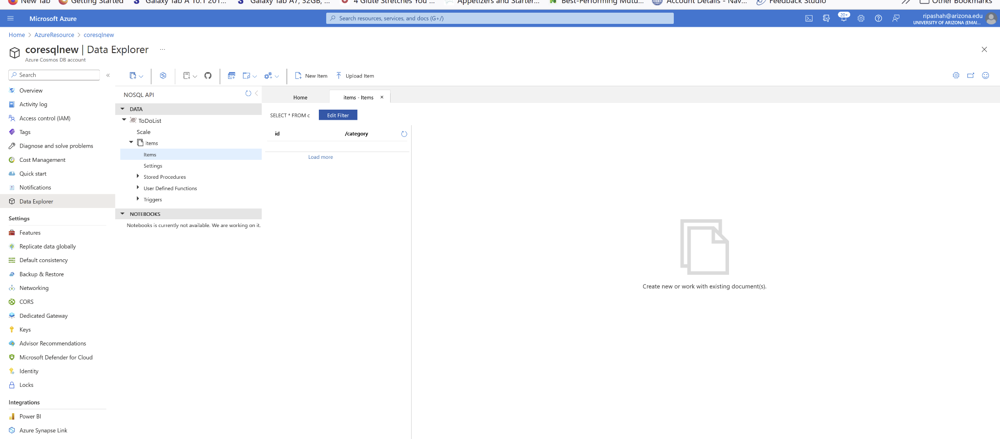 New Tab
Getting Started
Galaxy Tab A 10.1 201...
Galaxy Tab A7, 32GB, ...
4 Glute Stretches You ...
Appetizers and Starter...
Best-Performing Mutu...
Account Details - Nav...
Feedback Studio
Other Bookmarks
Microsoft Azure
Search resources, services, and docs (G+/)
20+
ripashah@arizona.edu
UNIVERSITY OF ARIZONA (EMAI...
Home > AzureResource > coresqlnew
coresqlnew | Data Explorer ...
Azure Cosmos DB account
Search
«
New Item
Upload Item
Overview
Activity log
Access control (IAM)
Tags
Diagnose and solve problems
Cost Management
Quick start
Notifications
Data Explorer
Settings
Features
Replicate data globally
Default consistency
Backup & Restore
Networking
CORS
Dedicated Gateway
Keys
Advisor Recommendations
Microsoft Defender for Cloud
Identity
Locks
Integrations
Power BI
Azure Synapse Link
NOSQL API
DATA
ToDoList
Scale
items
Items
Settings
Stored Procedures
User Defined Functions
Triggers
NOTEBOOKS
Notebooks is currently not available. We are working on it.
Home
items - Items
SELECT * FROM c
Edit Filter
id
/category
Load more
Create new or work with existing document(s).